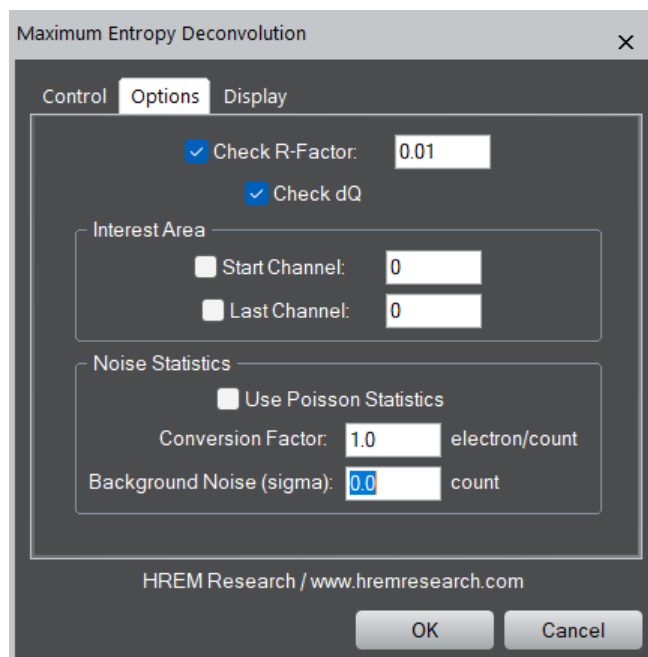 Maximum Entropy Deconvolution
Control Options Display
Check R-Factor: 0.01
Check dQ
Interest Area
Start Channel: 0
Last Channel: 0
Noise Statistics
Use Poisson Statistics
Conversion Factor: 1.0 electron/count
Background Noise (sigma): 0.0 count
HREM Research / www.hremresearch.com
OK Cancel